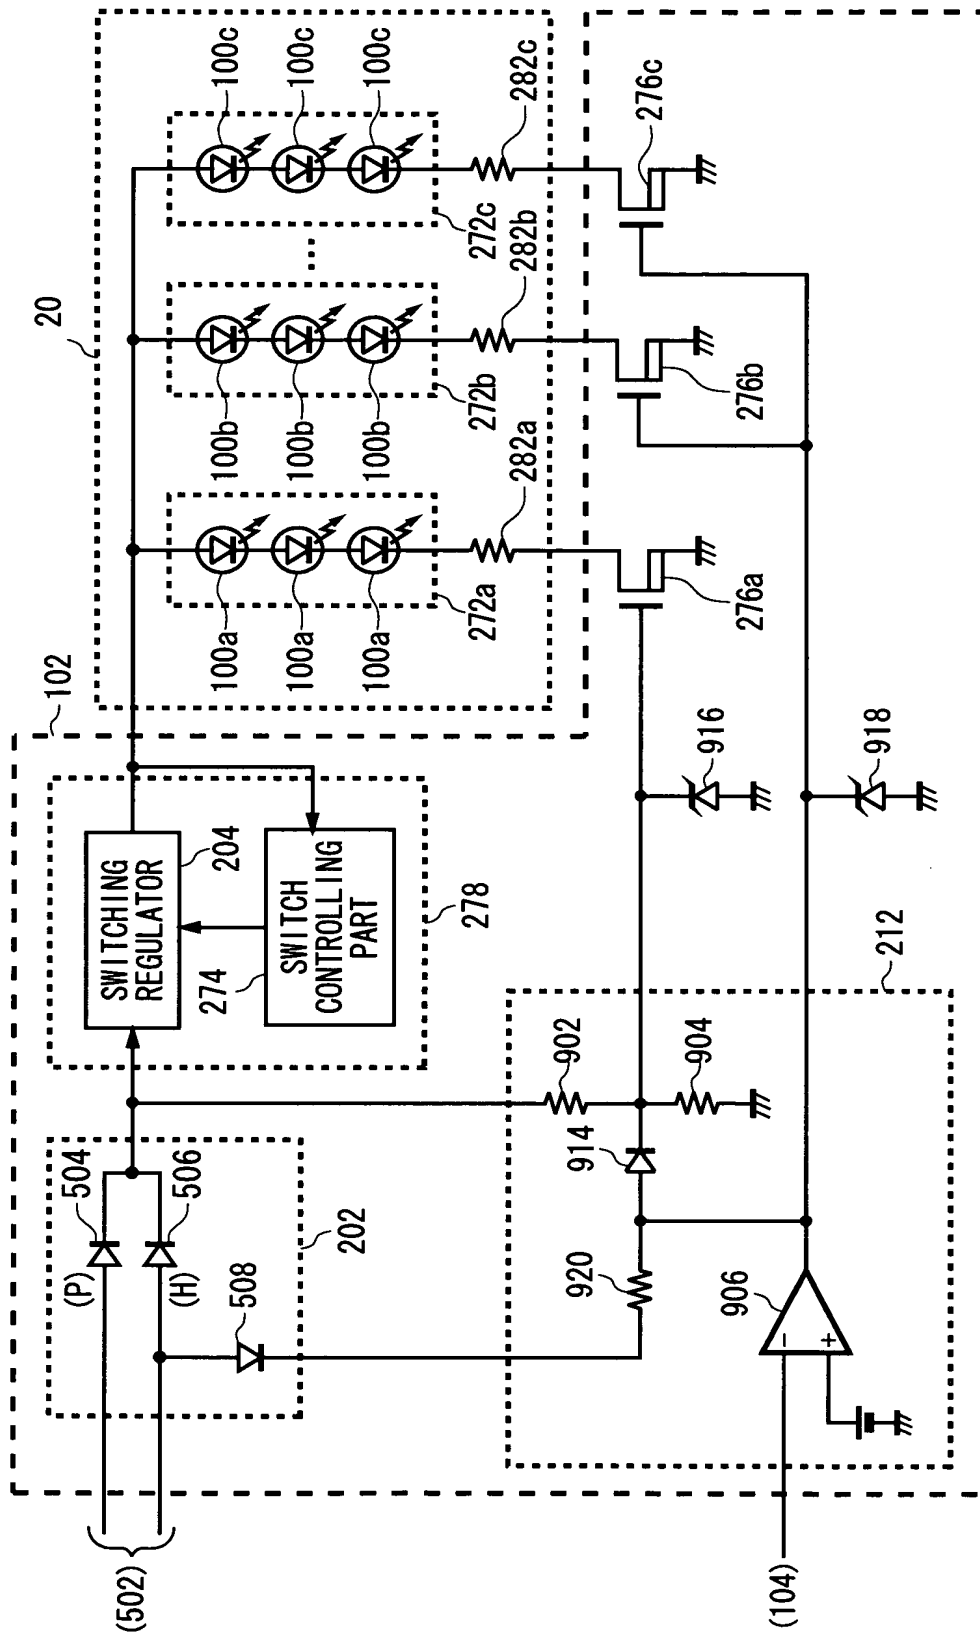 20
100c
100c
100c
272c
282c
276c
100b
100b
100b
272b
282b
276b
100a
100a
100a
272a
282a
276a
102
SWITCHING
REGULATOR
204
SWITCH
CONTROLLING
PART
274
278
504
(P)
506
(H)
508
202
(502)
902
904
914
920
906
-
+
212
916
918
(104)